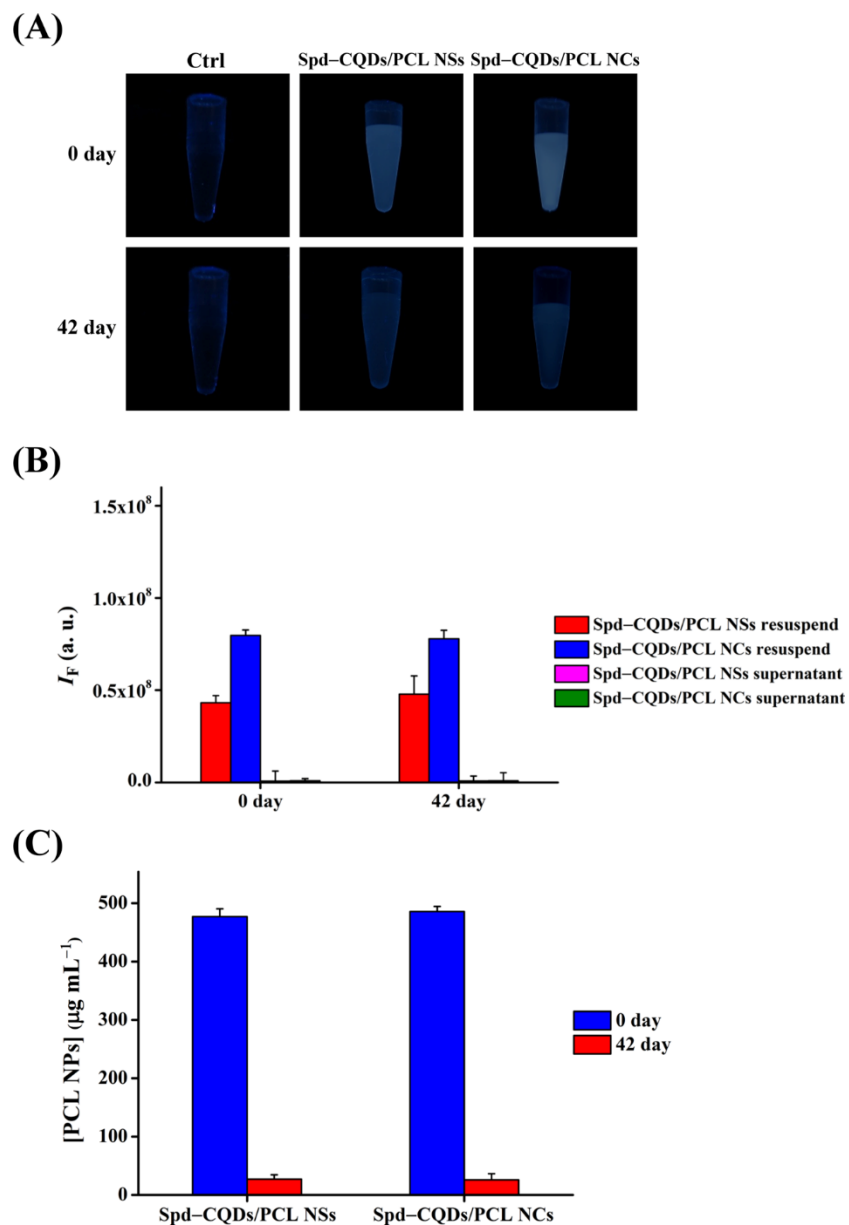 (A)
Ctrl
Spd–CQDs/PCL NSs
Spd–CQDs/PCL NCs
0 day
42 day
(B)
1.5x10⁸
1.0x10⁸
0.5x10⁸
0.0
I_F (a. u.)
0 day
42 day
Spd–CQDs/PCL NSs resuspend
Spd–CQDs/PCL NCs resuspend
Spd–CQDs/PCL NSs supernatant
Spd–CQDs/PCL NCs supernatant
(C)
500
400
300
200
100
0
[PCL NPs] (μg mL⁻¹)
Spd–CQDs/PCL NSs
Spd–CQDs/PCL NCs
0 day
42 day